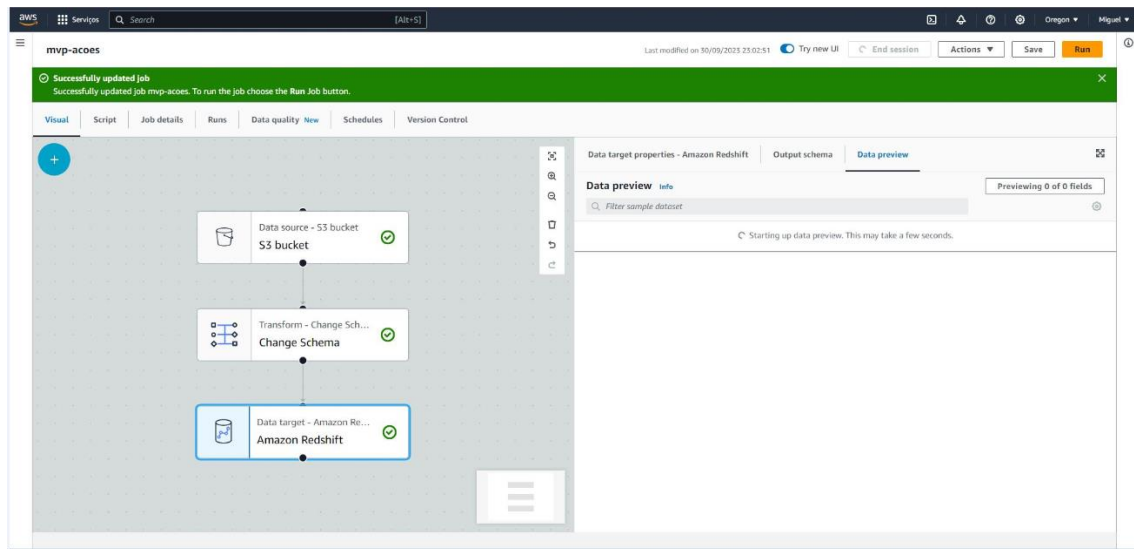 aws Serviços Search [Alt+S] Oregon ▼ Miguel ▼
mvp-acoes Last modified on 30/09/2023 23:02:51 Try new UI End session Actions ▼ Save Run
Successfully updated job
Successfully updated job mvp-acoes. To run the job choose the Run Job button.
Visual Script Job details Runs Data quality New Schedules Version Control
Data target properties - Amazon Redshift Output schema Data preview
Data preview Info Previewing 0 of 0 fields
Filter sample dataset
Starting up data preview. This may take a few seconds.
Data source - S3 bucket
S3 bucket
Transform - Change Sch...
Change Schema
Data target - Amazon Re...
Amazon Redshift